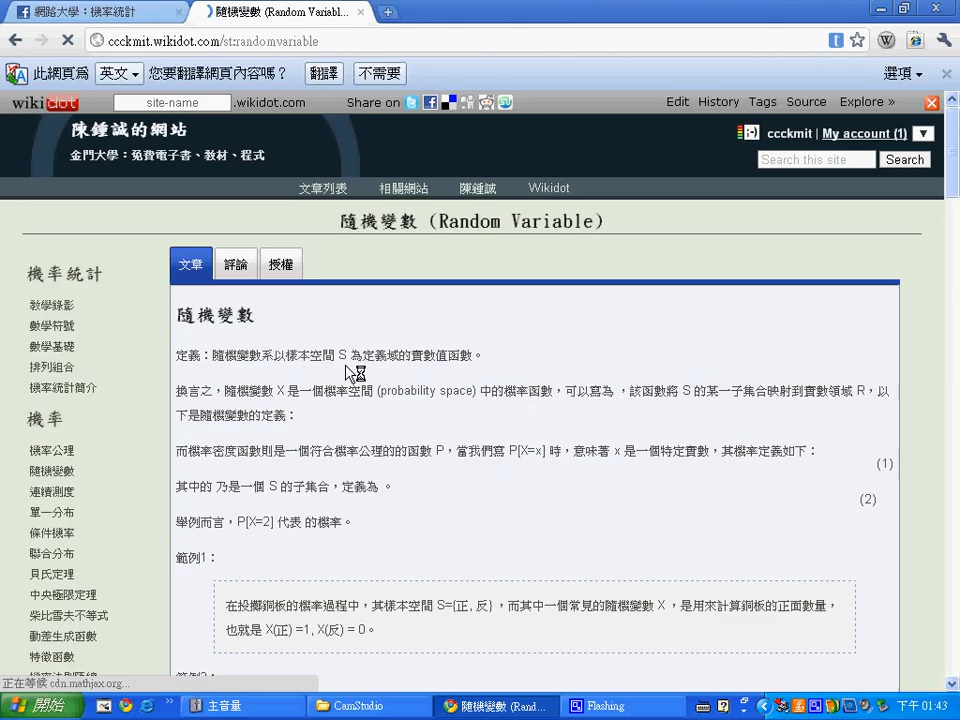 網路大學：機率統計
隨機變數 (Random Variabl...
ccckmit.wikidot.com/st:randomvariable
此網頁為 英文 您要翻譯網頁內容嗎？ 翻譯 不需要 選項
wikidot site-name .wikidot.com Share on Edit History Tags Source Explore »
陳鍾誠的網站
金門大學：免費電子書、教材、程式
ccckmit | My account (1) ▼
Search this site Search
文章列表 相關網站 陳鍾誠 Wikidot
隨機變數 (Random Variable)
機率統計
教學錄影
數學符號
數學基礎
排列組合
機率統計簡介
機率
機率公理
隨機變數
連續測度
單一分布
條件機率
聯合分布
貝氏定理
中央極限定理
柴比雪夫不等式
動差生成函數
特徵函數
文章 評論 授權
隨機變數
定義：隨機變數系以樣本空間 S 為定義域的實數值函數。
換言之，隨機變數 X 是一個機率空間 (probability space) 中的機率函數，可以寫為 ，該函數將 S 的某一子集合映射到實數領域 R，以
下是隨機變數的定義：
(1)
而機率密度函數則是一個符合機率公理的的函數 P，當我們寫 P[X=x] 時，意味著 x 是一個特定實數，其機率定義如下：
(2)
其中的 乃是一個 S 的子集合，定義為 。
舉例而言，P[X=2] 代表 的機率。
範例1：
在投擲銅板的機率過程中，其樣本空間 S={正, 反}，而其中一個常見的隨機變數 X，是用來計算銅板的正面數量，
也就是 X(正) =1, X(反) = 0。
正在等候 cdn.mathjax.org...
開始 主音量 CamStudio 隨機變數 (Rand... Flashing 下午 01:43